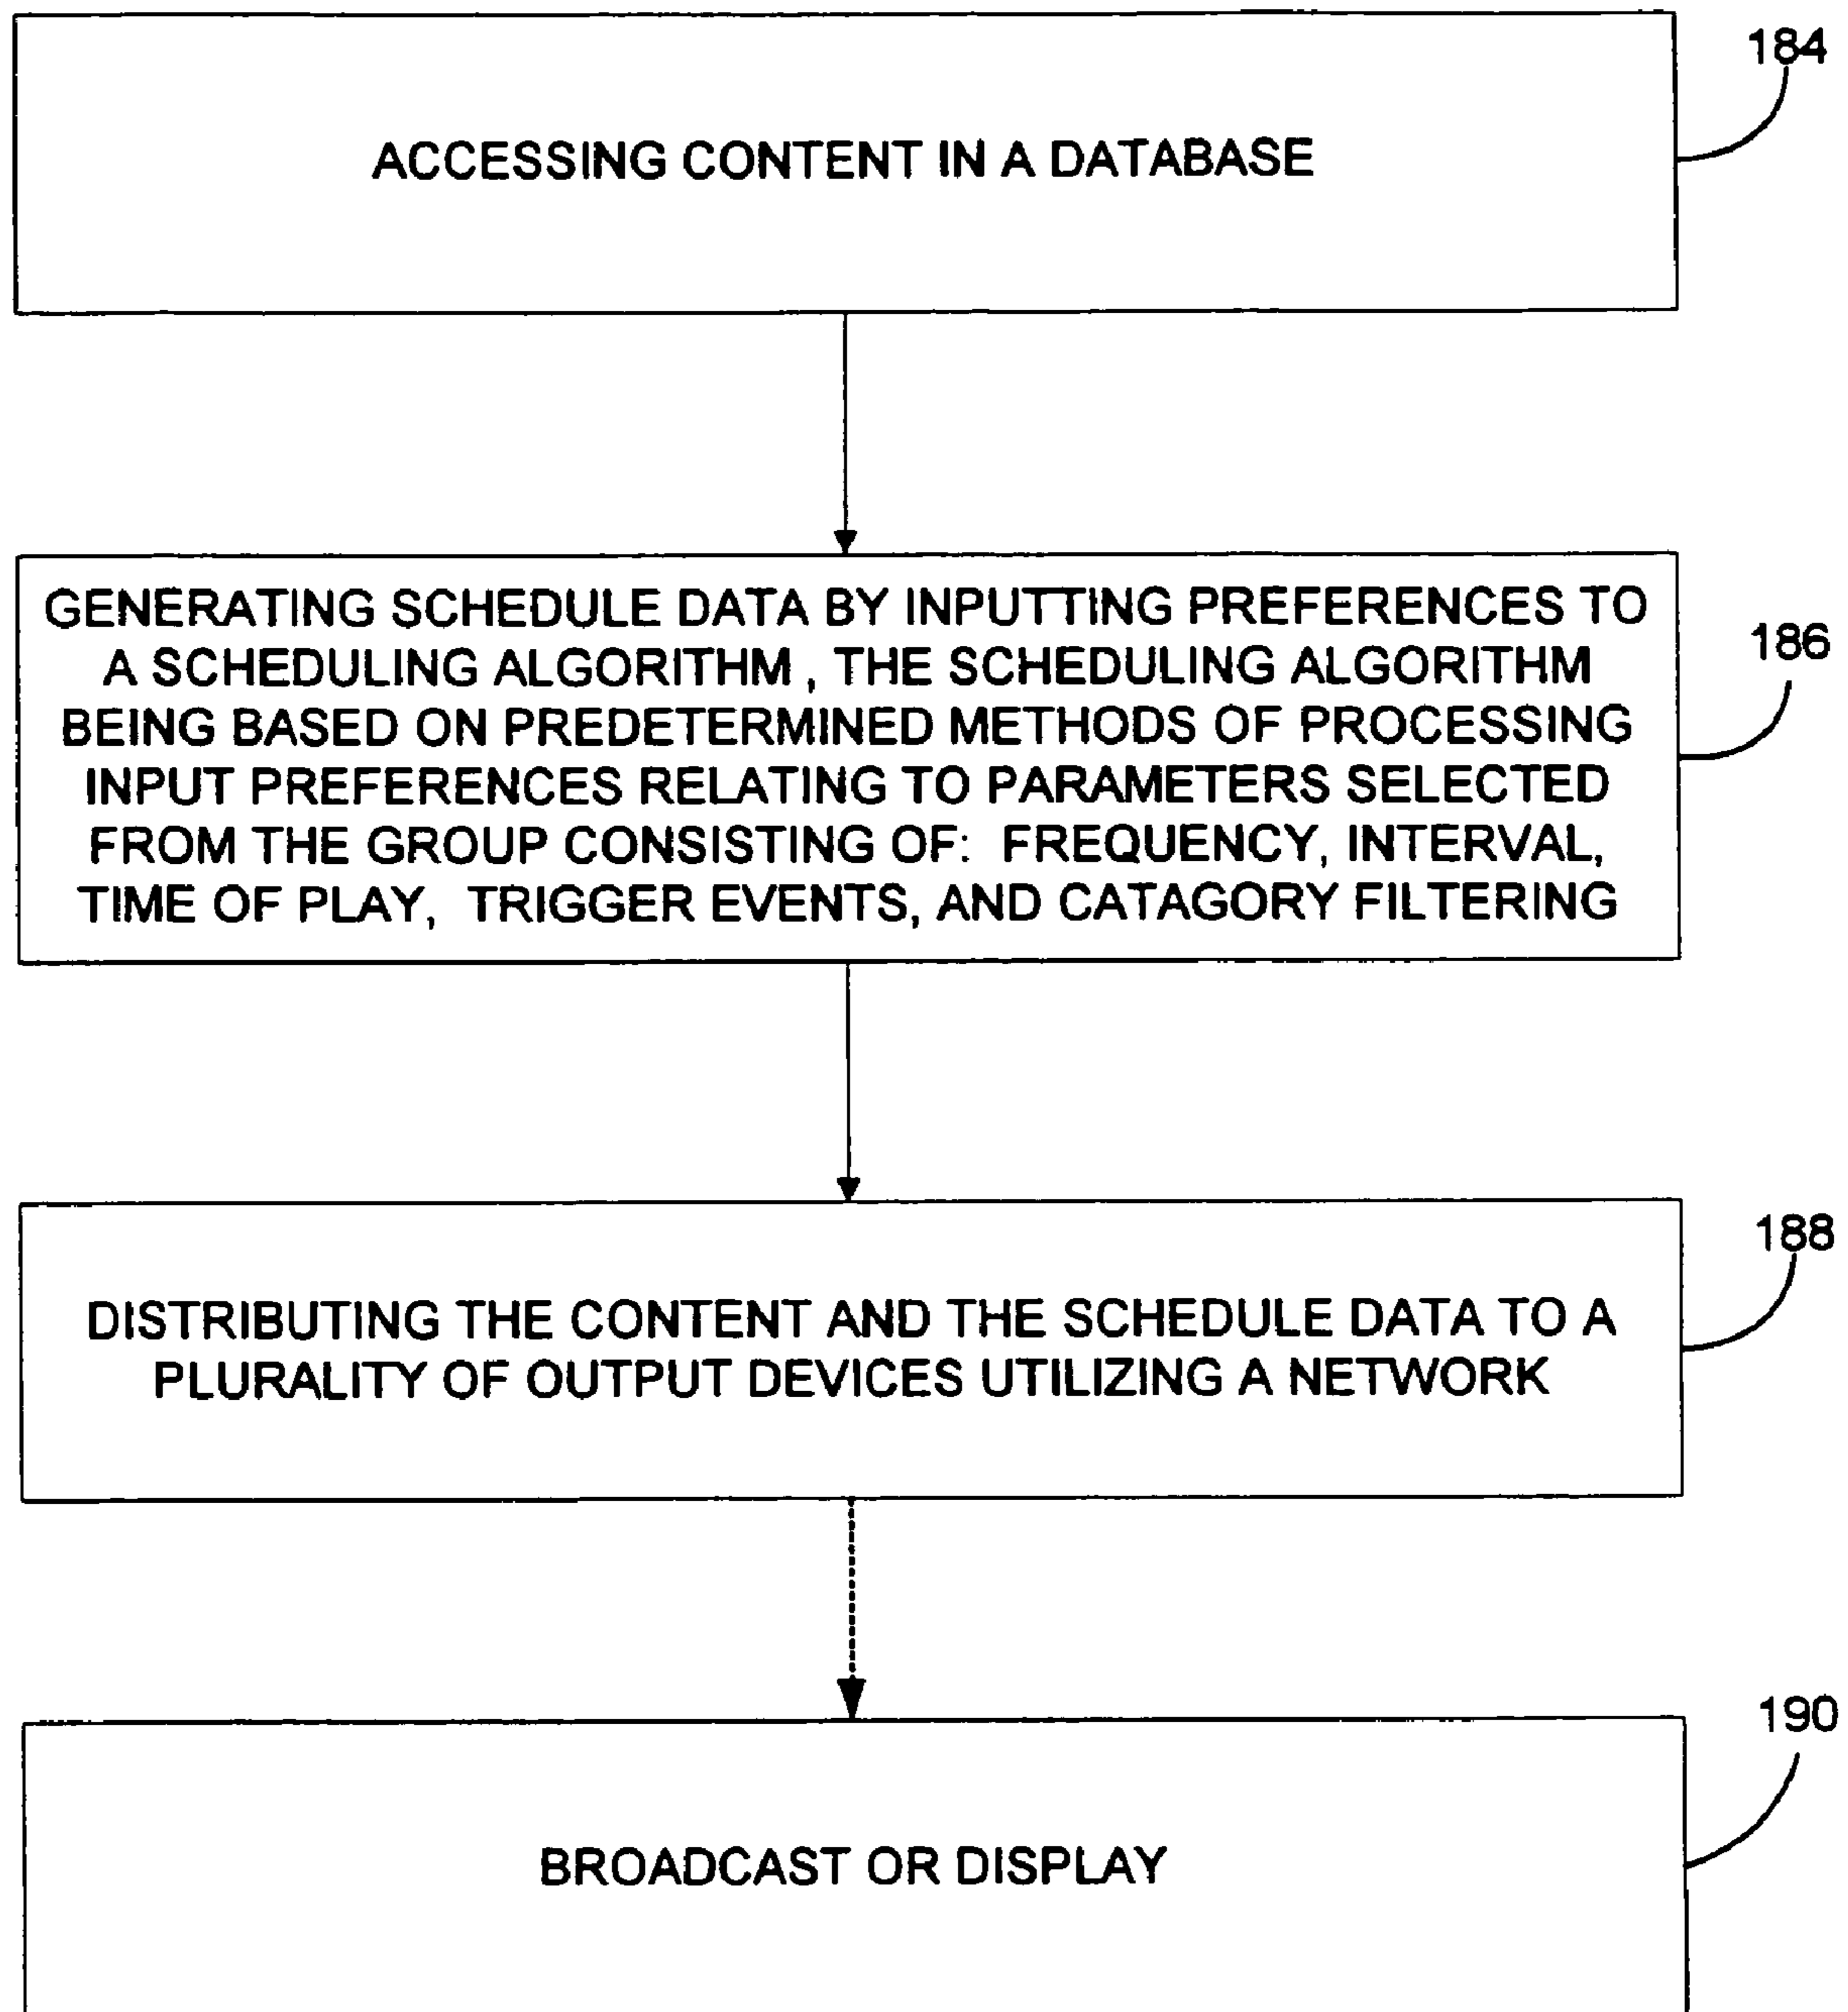 184
ACCESSING CONTENT IN A DATABASE
GENERATING SCHEDULE DATA BY INPUTTING PREFERENCES TO
A SCHEDULING ALGORITHM , THE SCHEDULING ALGORITHM
186
BEING BASED ON PREDETERMINED METHODS OF PROCESSING
INPUT PREFERENCES RELATING TO PARAMETERS SELECTED
FROM THE GROUP CONSISTING OF: FREQUENCY, INTERVAL,
TIME OF PLAY, TRIGGER EVENTS, AND CATAGORY FILTERING
188
DISTRIBUTING THE CONTENT AND THE SCHEDULE DATA TO A
PLURALITY OF OUTPUT DEVICES UTILIZING A NETWORK
190
BROADCAST OR DISPLAY